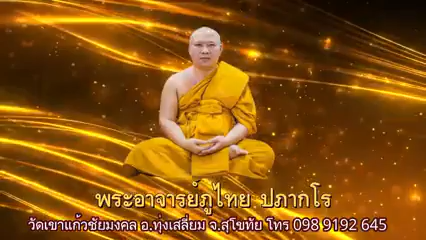 พระอาจารย์ภูไทย ปภากโร
วัดเขาแก้วชัยมงคล อ.ทุ่งเสลี่ยม จ.สุโขทัย โทร 098 9192 645